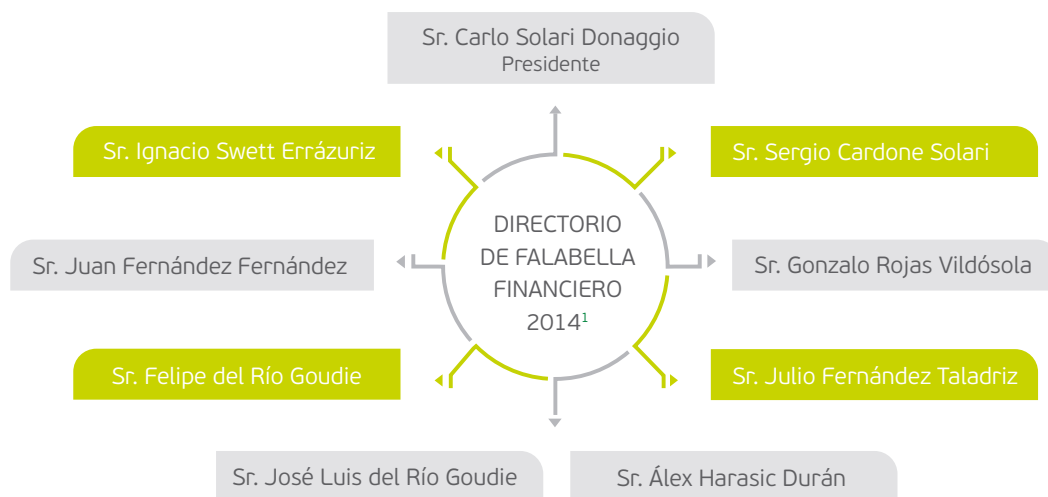 Sr. Carlo Solari Donaggio
Presidente
Sr. Ignacio Swett Errázuriz
Sr. Sergio Cardone Solari
DIRECTORIO
DE FALABELLA
FINANCIERO
2014¹
Sr. Juan Fernández Fernández
Sr. Gonzalo Rojas Vildósola
Sr. Felipe del Río Goudie
Sr. Julio Fernández Taladriz
Sr. José Luis del Río Goudie
Sr. Álex Harasic Durán